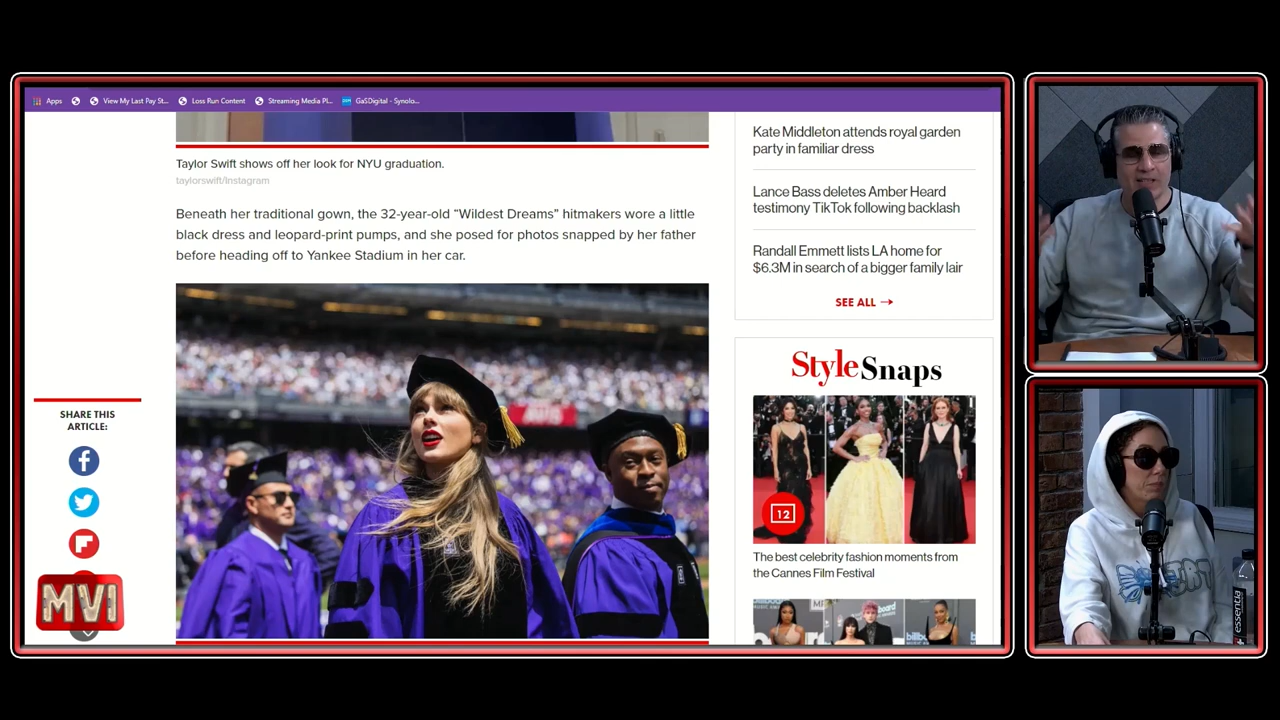 Apps
View My Last Pay St...
Loss Run Content
Streaming Media Pl...
GaSDigital - Synolo...
Taylor Swift shows off her look for NYU graduation.
taylorswift/Instagram
Beneath her traditional gown, the 32-year-old “Wildest Dreams” hitmakers wore a little
black dress and leopard-print pumps, and she posed for photos snapped by her father
before heading off to Yankee Stadium in her car.
SHARE THIS
ARTICLE:
MVI
Kate Middleton attends royal garden
party in familiar dress
Lance Bass deletes Amber Heard
testimony TikTok following backlash
Randall Emmett lists LA home for
$6.3M in search of a bigger family lair
SEE ALL →
StyleSnaps
12
The best celebrity fashion moments from
the Cannes Film Festival
billboard
essentia